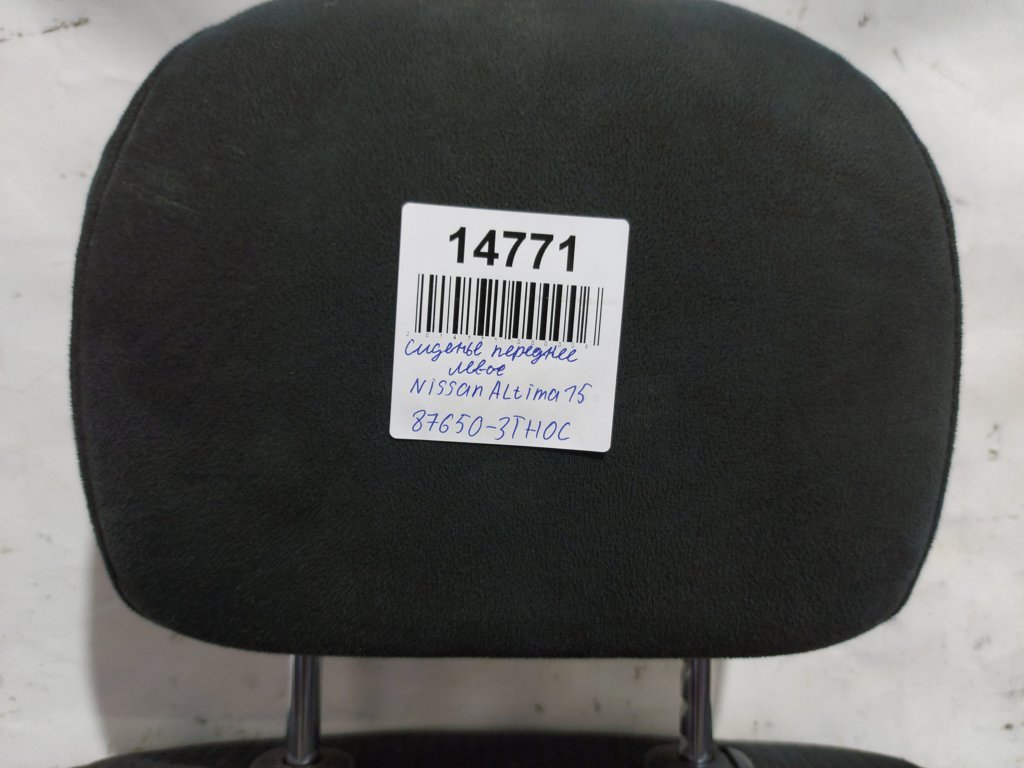 14771
сиденье переднее
левое
Nissan Altima 15
87650-3TH0C